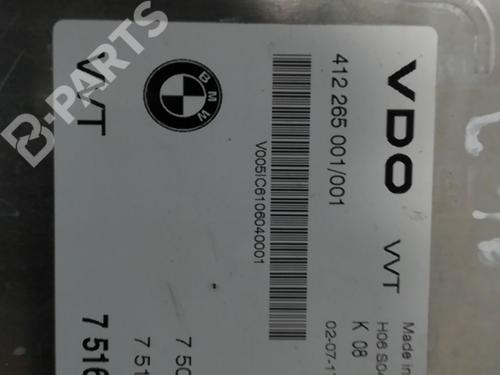 B-PARTS
VDO
VVT
Made in
H06 S04
K 08
02-07-1
412 265 001/001
V005IC6106040001
BMW
7 50
7 51
VVT
7 516